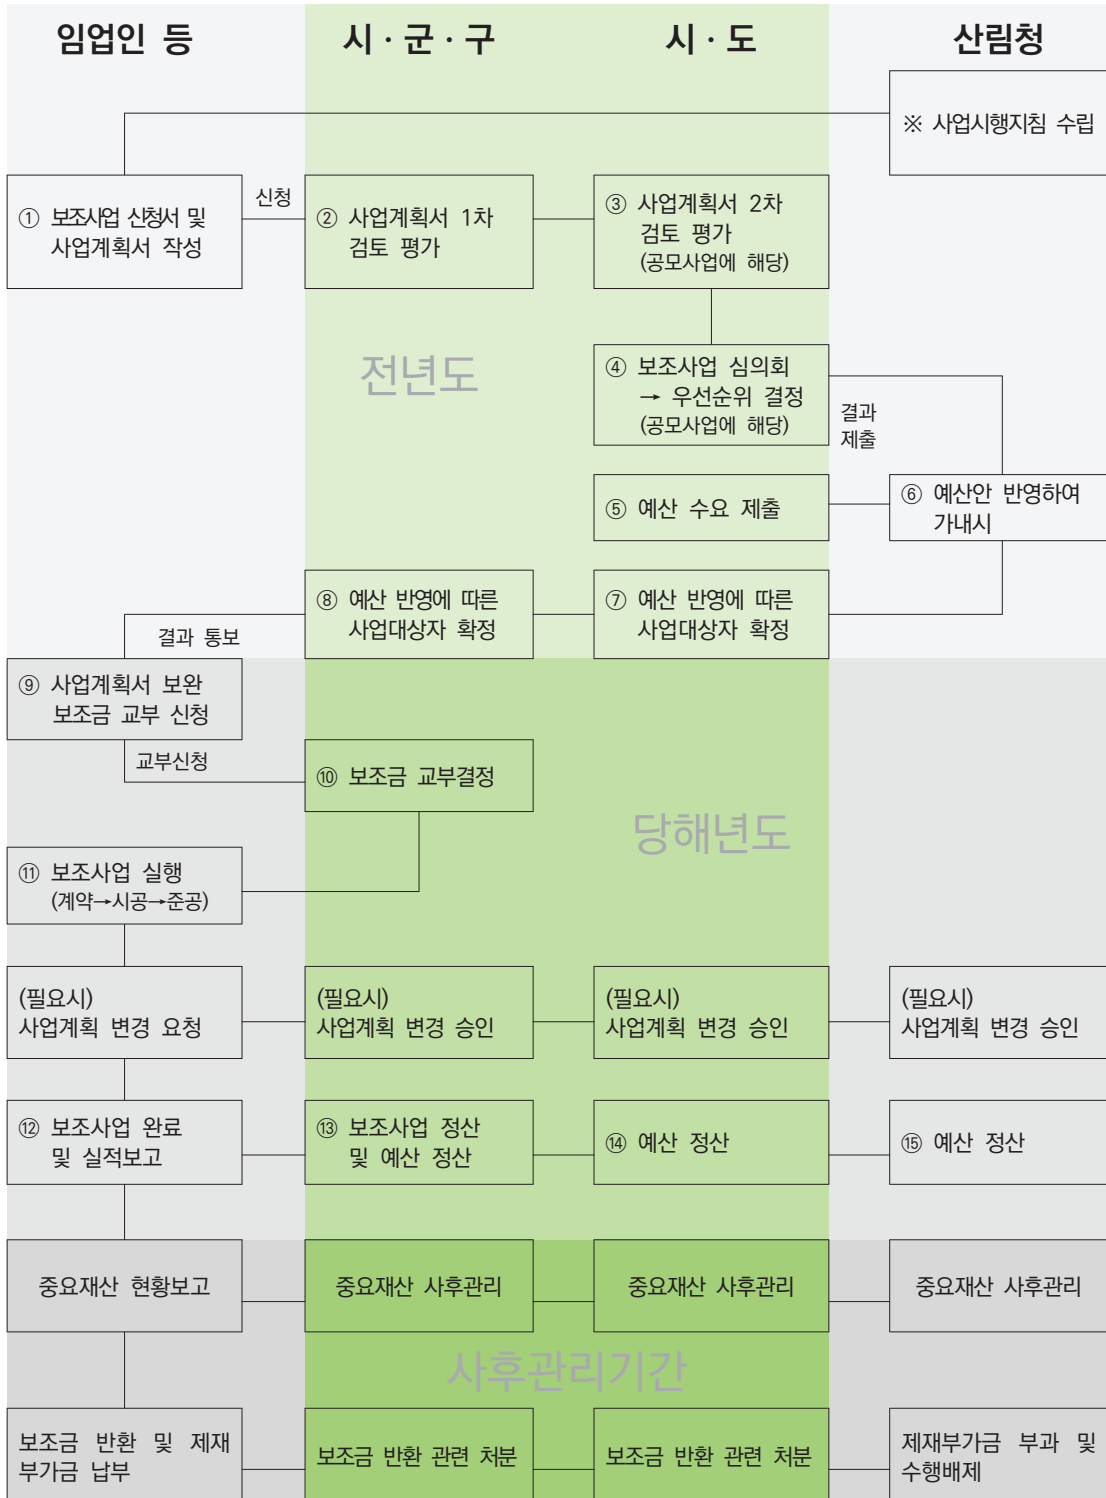 임업인 등
시·군·구
시·도
산림청
※ 사업시행지침 수립
① 보조사업 신청서 및
사업계획서 작성
신청
② 사업계획서 1차
검토 평가
③ 사업계획서 2차
검토 평가
(공모사업에 해당)
전년도
④ 보조사업 심의회
→ 우선순위 결정
(공모사업에 해당)
결과
제출
⑤ 예산 수요 제출
⑥ 예산안 반영하여
가내시
⑧ 예산 반영에 따른
사업대상자 확정
⑦ 예산 반영에 따른
사업대상자 확정
결과 통보
⑨ 사업계획서 보완
보조금 교부 신청
교부신청
⑩ 보조금 교부결정
당해년도
⑪ 보조사업 실행
(계약→시공→준공)
(필요시)
사업계획 변경 요청
(필요시)
사업계획 변경 승인
(필요시)
사업계획 변경 승인
(필요시)
사업계획 변경 승인
⑫ 보조사업 완료
및 실적보고
⑬ 보조사업 정산
및 예산 정산
⑭ 예산 정산
⑮ 예산 정산
중요재산 현황보고
중요재산 사후관리
중요재산 사후관리
중요재산 사후관리
사후관리기간
보조금 반환 및 제재
부가금 납부
보조금 반환 관련 처분
보조금 반환 관련 처분
제재부가금 부과 및
수행배제